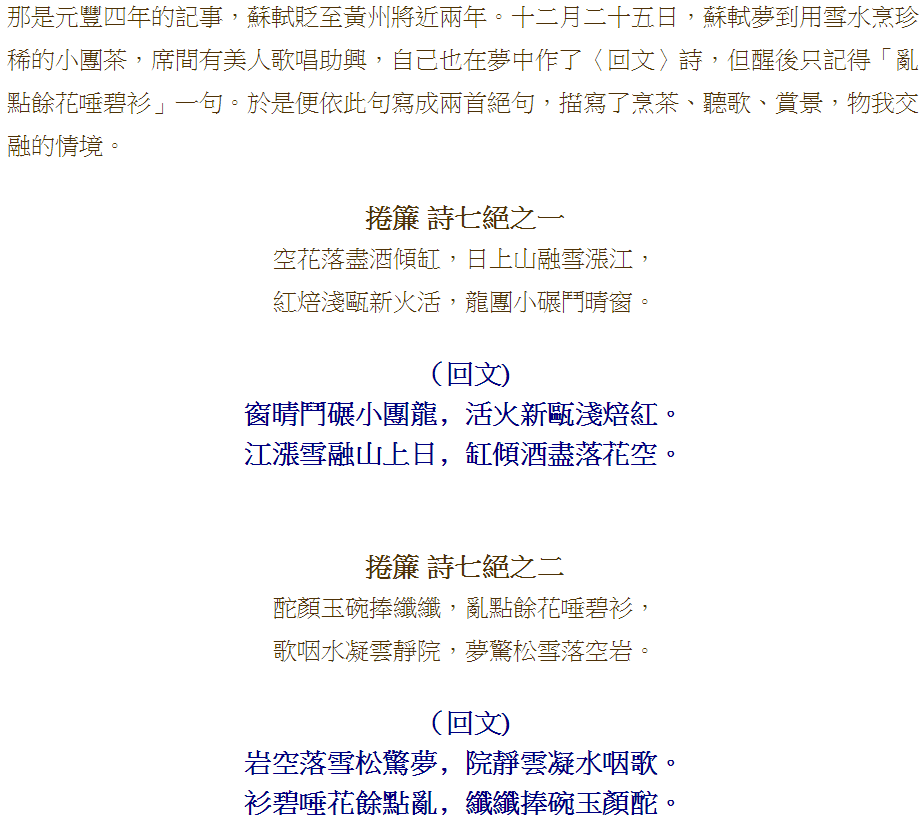 那是元豐四年的記事，蘇軾貶至黃州將近兩年。十二月二十五日，蘇軾夢到用雪水烹珍
稀的小團茶，席間有美人歌唱助興，自己也在夢中作了〈回文〉詩，但醒後只記得「亂
點餘花唾碧衫」一句。於是便依此句寫成兩首絕句，描寫了烹茶、聽歌、賞景，物我交
融的情境。
捲簾 詩七絕之一
空花落盡酒傾缸，日上山融雪漲江，
紅焙淺甌新火活，龍團小碾鬥晴窗。
（回文)
窗晴鬥碾小團龍，活火新甌淺焙紅。
江漲雪融山上日，缸傾酒盡落花空。
捲簾 詩七絕之二
酡顏玉碗捧纖纖，亂點餘花唾碧衫，
歌咽水凝雲靜院，夢驚松雪落空岩。
（回文)
岩空落雪松驚夢，院靜雲凝水咽歌。
衫碧唾花餘點亂，纖纖捧碗玉顏酡。